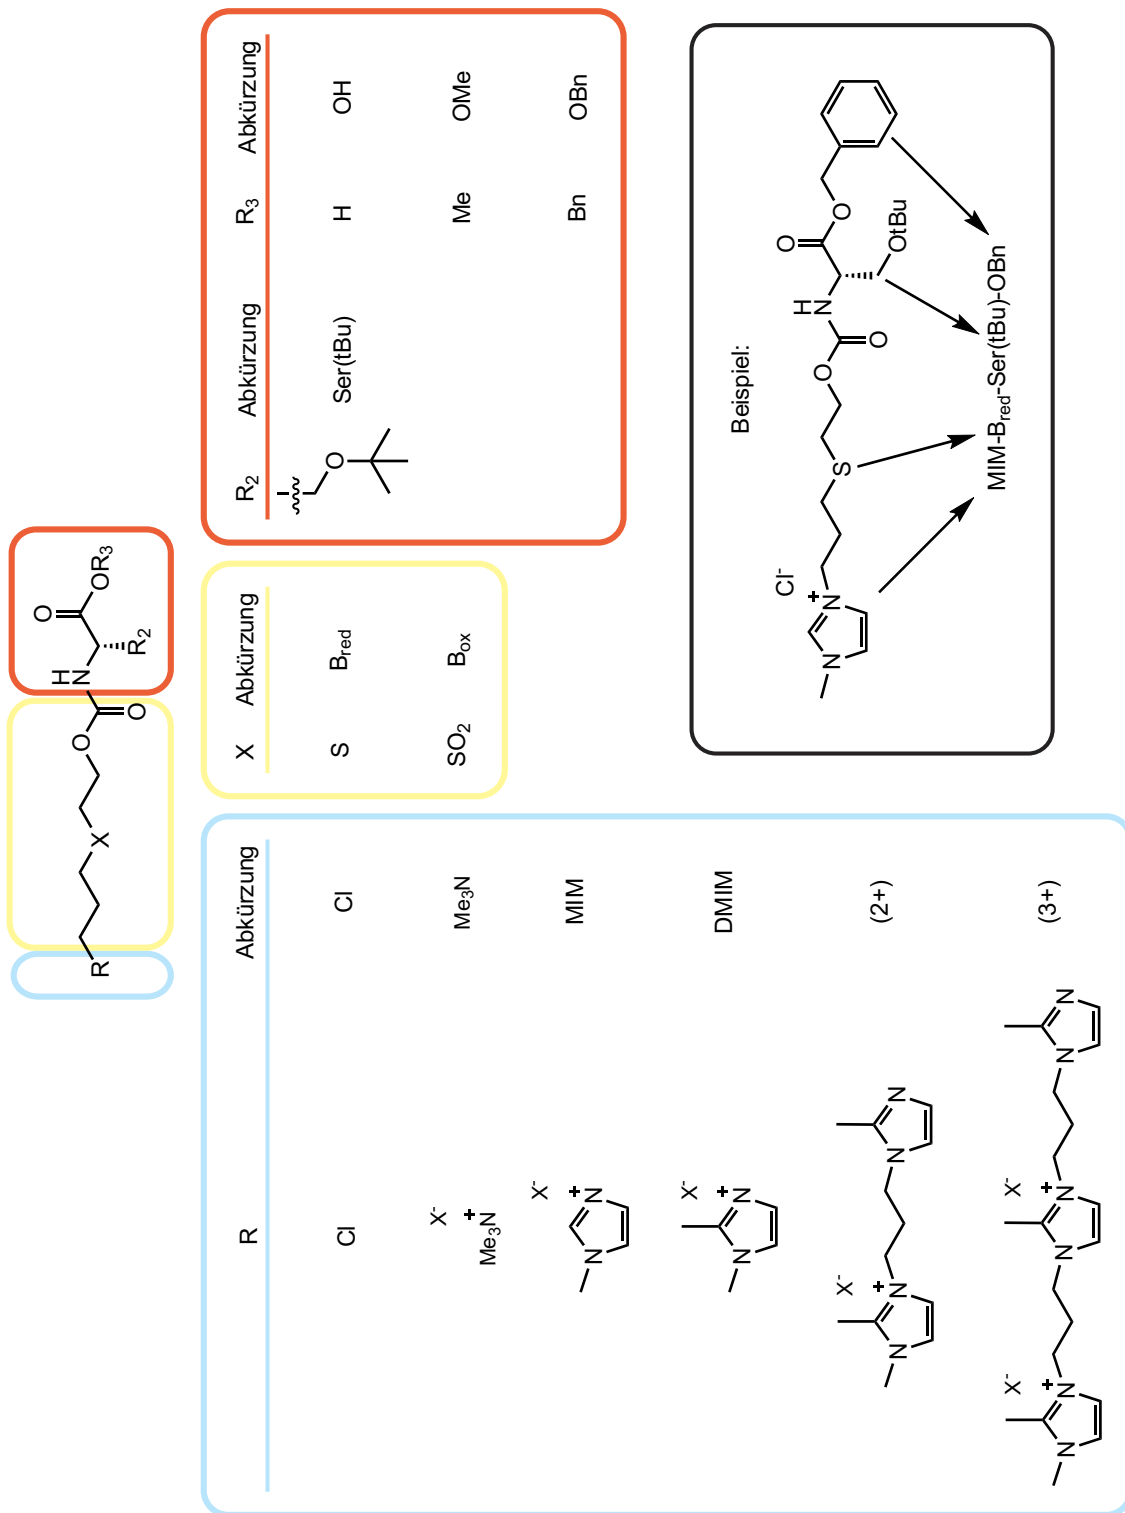 R
X
O
O
H
N
O
R2
OR3
R Abkürzung
Cl Cl
X-
+
Me3N Me3N
X-
N N+ MIM
X-
N N+ DMIM
X-
N N+ N N (2+)
X- X-
N N+ N N+ N N (3+)
X Abkürzung
S Bred
SO2 Box
R2 Abkürzung R3 Abkürzung
O Ser(tBu) H OH
Me OMe
Bn OBn
Beispiel:
Cl-
N
N+
S
O
O
H
N
O
O
OtBu
MIM-Bred-Ser(tBu)-OBn